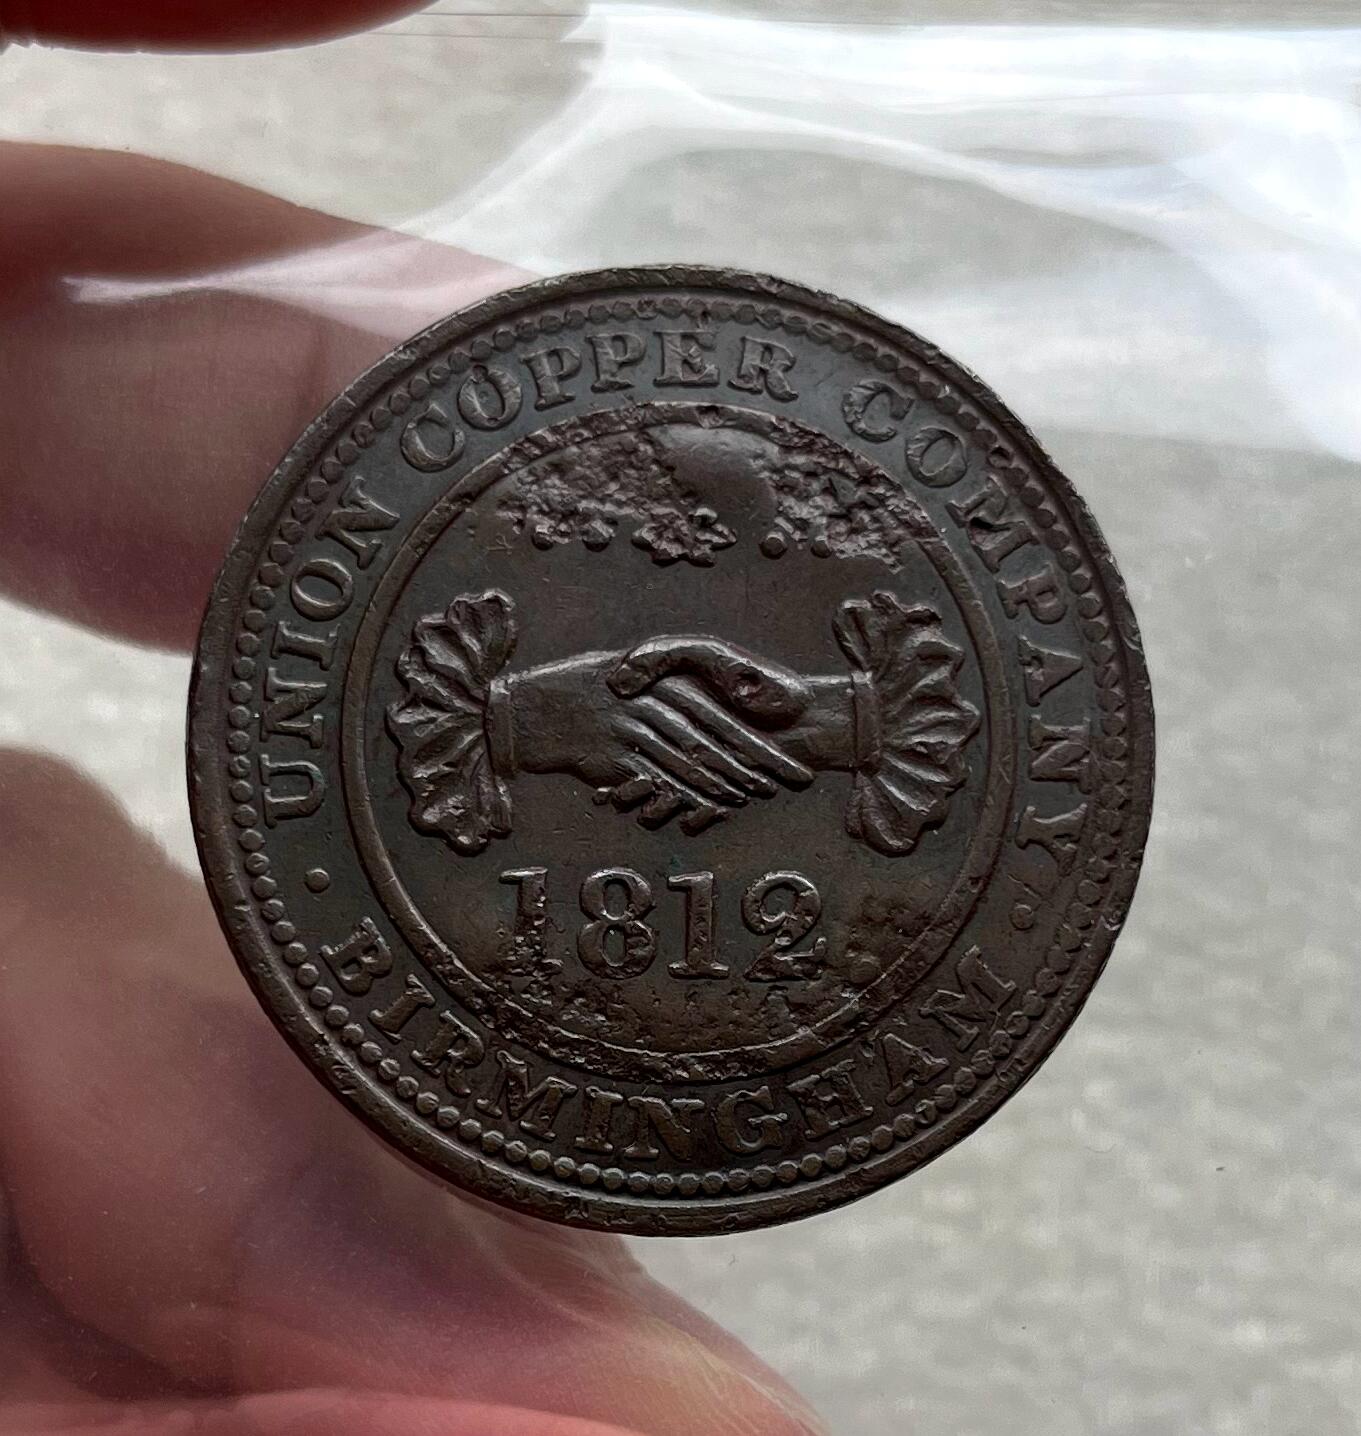 UNION COPPER COMPANY
1812
BIRMINGHAM